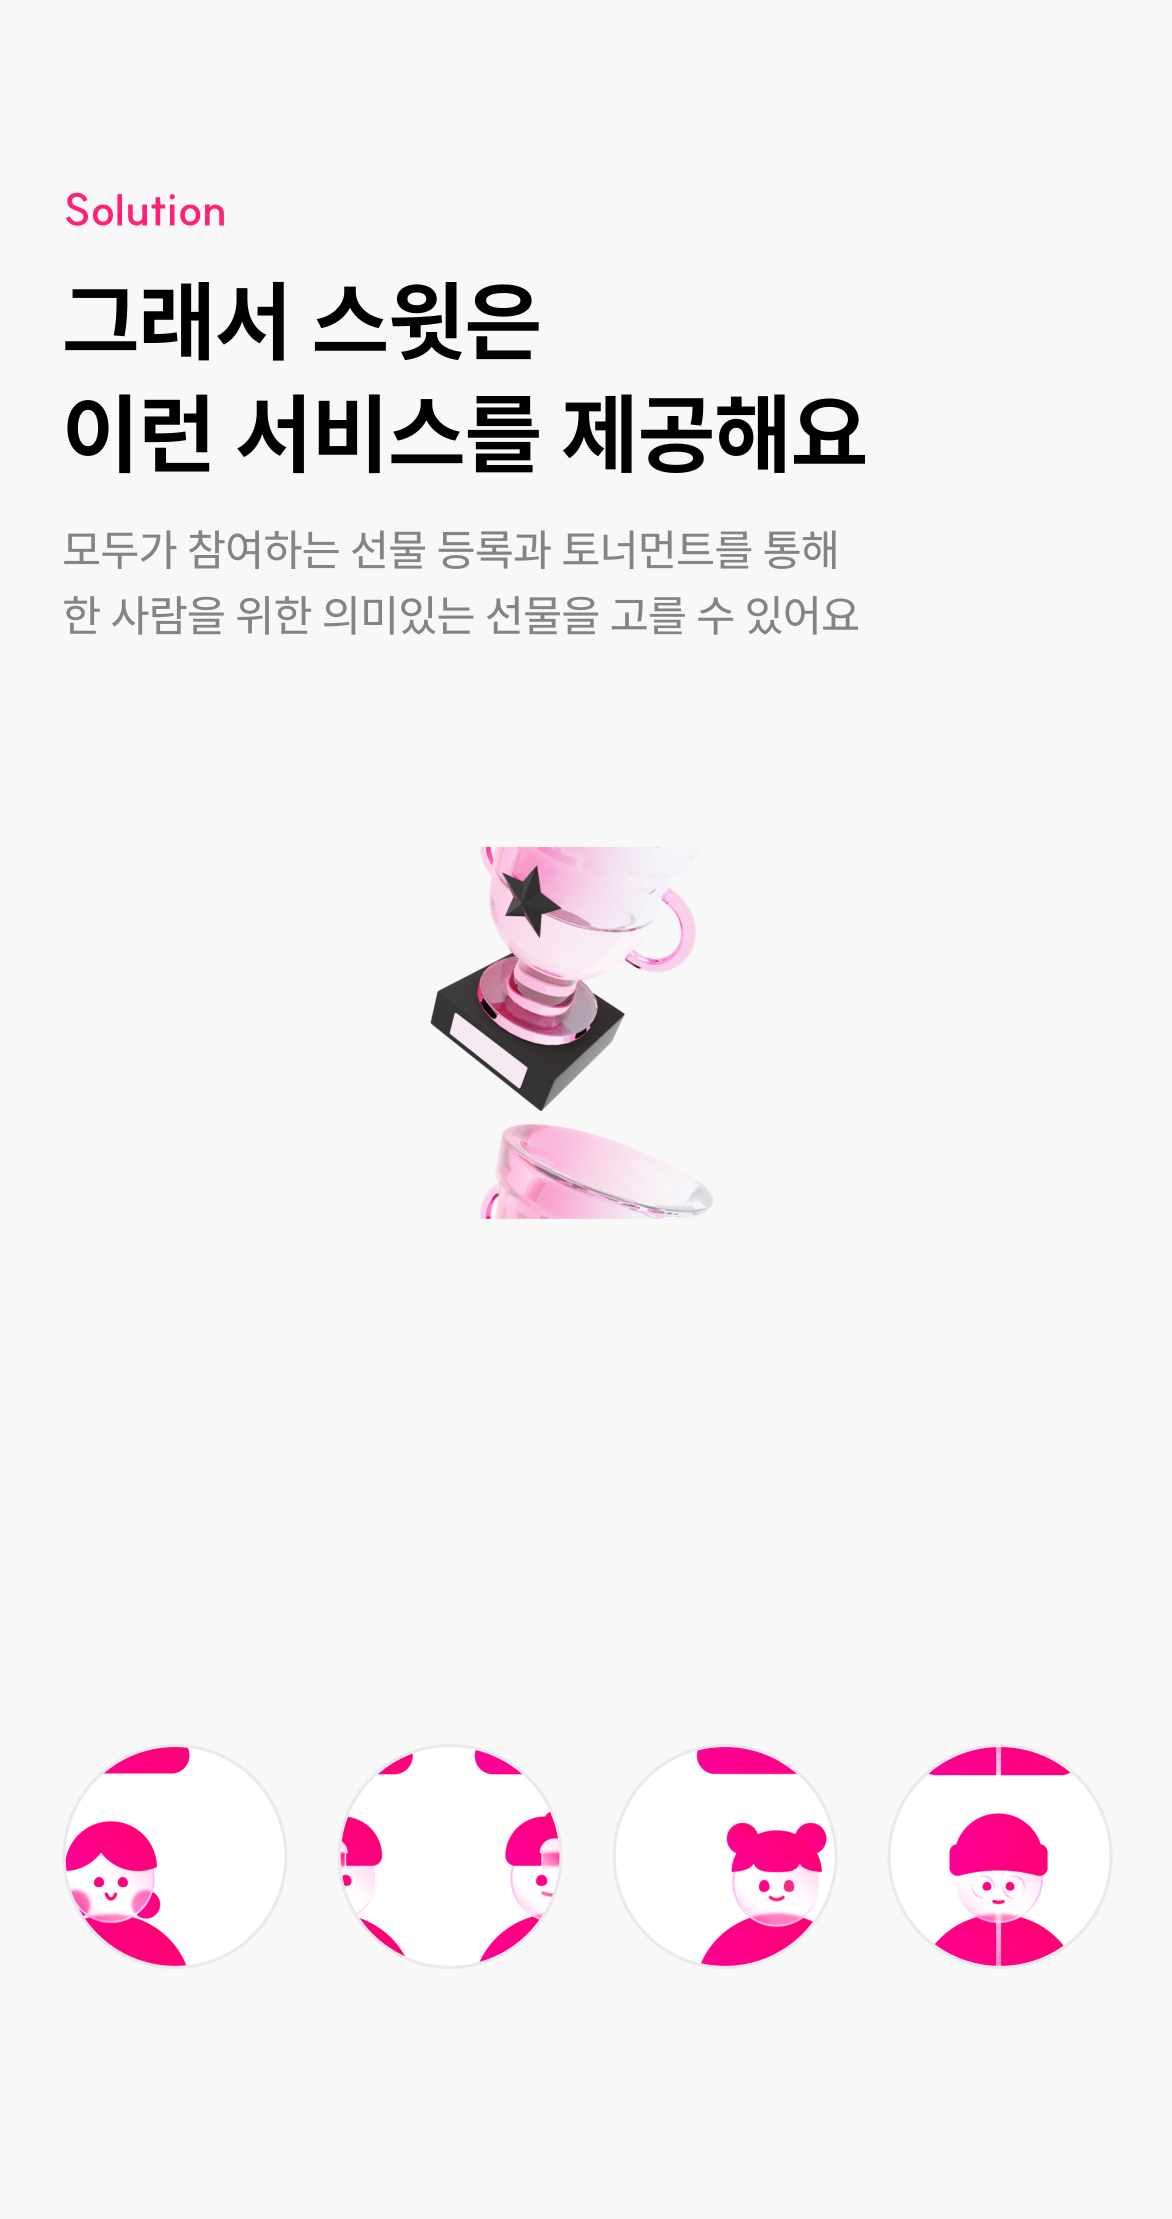 Solution
그래서 스윗은
이런 서비스를 제공해요
모두가 참여하는 선물 등록과 토너먼트를 통해
한 사람을 위한 의미있는 선물을 고를 수 있어요